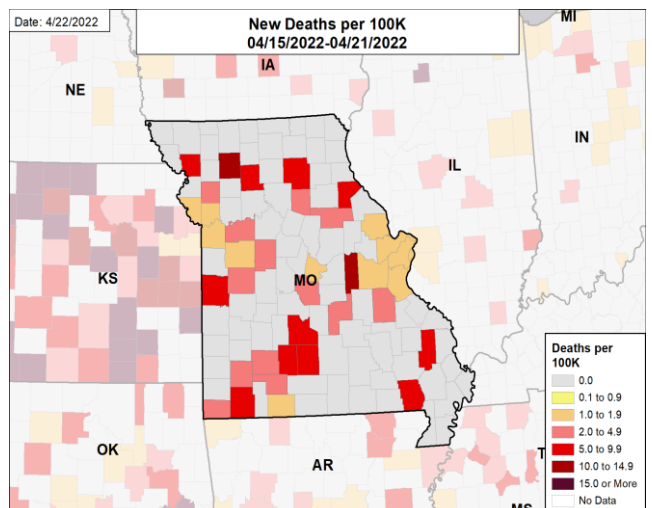 Date: 4/22/2022
New Deaths per 100K
04/15/2022-04/21/2022
MI
IA
NE
IN
IL
KS
MO
Deaths per
100K
0.0
0.1 to 0.9
1.0 to 1.9
2.0 to 4.9
5.0 to 9.9
10.0 to 14.9
15.0 or More
No Data
OK
AR